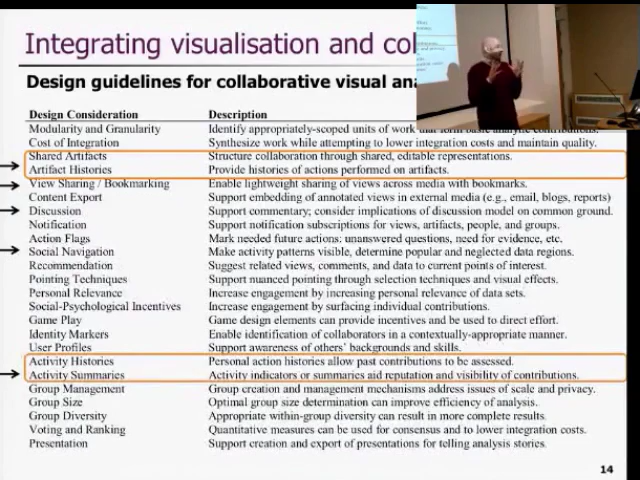 Integrating visualisation and co
Design guidelines for collaborative visual ana
Design Consideration Description
Modularity and Granularity Identify appropriately-scoped units of work that form basic analytic contributions.
Cost of Integration Synthesize work while attempting to lower integration costs and maintain quality.
Shared Artifacts Structure collaboration through shared, editable representations.
Artifact Histories Provide histories of actions performed on artifacts.
View Sharing / Bookmarking Enable lightweight sharing of views across media with bookmarks.
Content Export Support embedding of annotated views in external media (e.g., email, blogs, reports)
Discussion Support commentary; consider implications of discussion model on common ground.
Notification Support notification subscriptions for views, artifacts, people, and groups.
Action Flags Mark needed future actions: unanswered questions, need for evidence, etc.
Social Navigation Make activity patterns visible, determine popular and neglected data regions.
Recommendation Suggest related views, comments, and data to current points of interest.
Pointing Techniques Support nuanced pointing through selection techniques and visual effects.
Personal Relevance Increase engagement by increasing personal relevance of data sets.
Social-Psychological Incentives Increase engagement by surfacing individual contributions.
Game Play Game design elements can provide incentives and be used to direct effort.
Identity Markers Enable identification of collaborators in a contextually-appropriate manner.
User Profiles Support awareness of others' backgrounds and skills.
Activity Histories Personal action histories allow past contributions to be assessed.
Activity Summaries Activity indicators or summaries aid reputation and visibility of contributions.
Group Management Group creation and management mechanisms address issues of scale and privacy.
Group Size Optimal group size determination can improve efficiency of analysis.
Group Diversity Appropriate within-group diversity can result in more complete results.
Voting and Ranking Quantitative measures can be used for consensus and to lower integration costs.
Presentation Support creation and export of presentations for telling analysis stories.
14